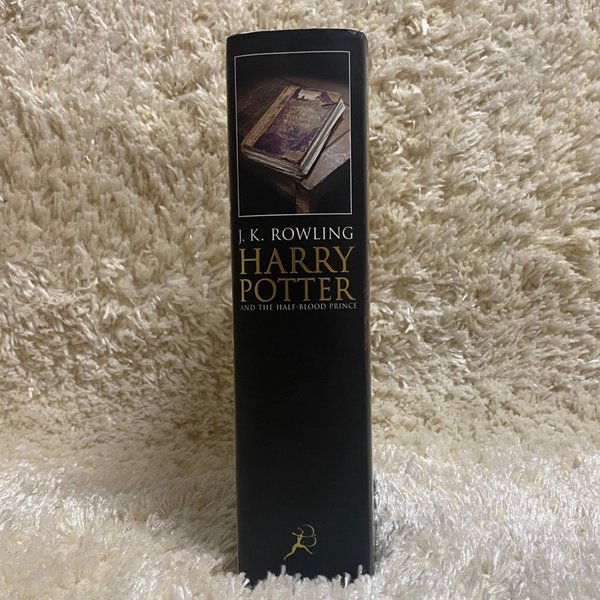 J. K. ROWLING
HARRY
POTTER
AND THE HALF-BLOOD PRINCE